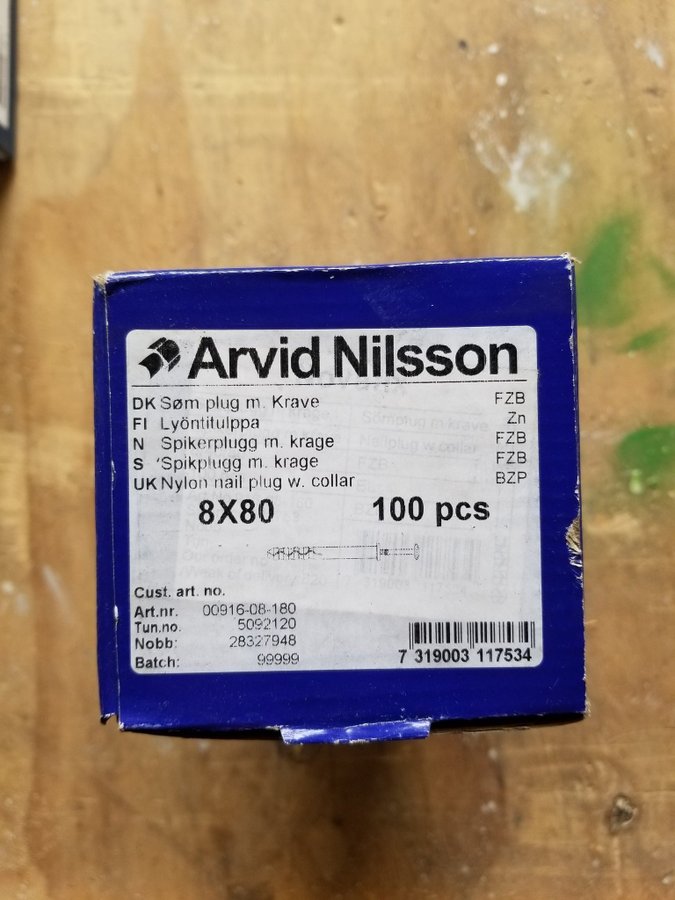 Arvid Nilsson
DK Søm plug m. Krave FZB
FI Lyöntitulppa Zn
N Spikerplugg m. krage FZB
S Spikplugg m. krage FZB
UK Nylon nail plug w. collar BZP
8X80 100 pcs
Cust. art. no.
Art.nr. 00916-08-180
Tun.no. 5092120
Nobb: 28327948
Batch: 99999
7 319003 117534